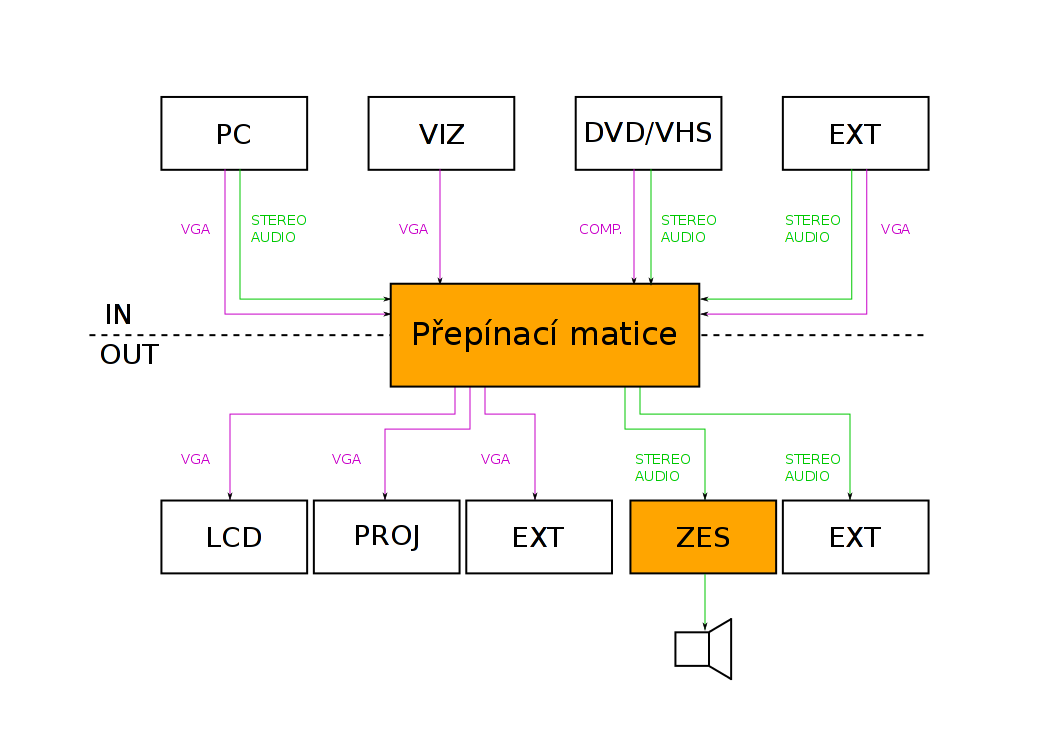 PC
VIZ
DVD/VHS
EXT
VGA
STEREO
AUDIO
VGA
COMP.
STEREO
AUDIO
STEREO
AUDIO
VGA
IN
OUT
Přepínací matice
VGA
VGA
VGA
STEREO
AUDIO
STEREO
AUDIO
LCD
PROJ
EXT
ZES
EXT